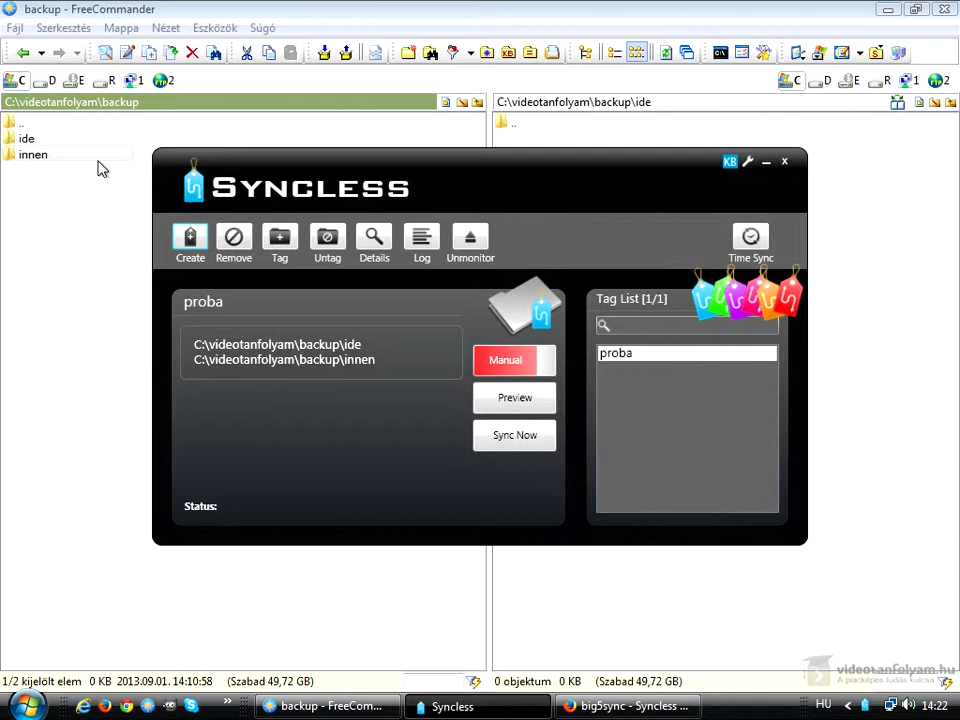 backup - FreeCommander
Fájl Szerkesztés Mappa Nézet Eszközök Súgó
C D E R 1 2
C D E R 1 2
C:\videotanfolyam\backup
C:\videotanfolyam\backup\ide
..
ide
innen
..
KB
SYNCLESS
Create Remove Tag Untag Details Log Unmonitor Time Sync
proba
C:\videotanfolyam\backup\ide
C:\videotanfolyam\backup\innen
Manual
Preview
Sync Now
Status:
Tag List [1/1]
proba
videotanfolyam.hu
A piacképes tudás kulcsa
1/2 kijelölt elem 0 KB 2013.09.01. 14:10:58 (Szabad 49,72 GB)
0 objektum 0 KB (Szabad 49,72 GB)
backup - FreeCom...
Syncless
big5sync - Syncless ...
HU
14:22